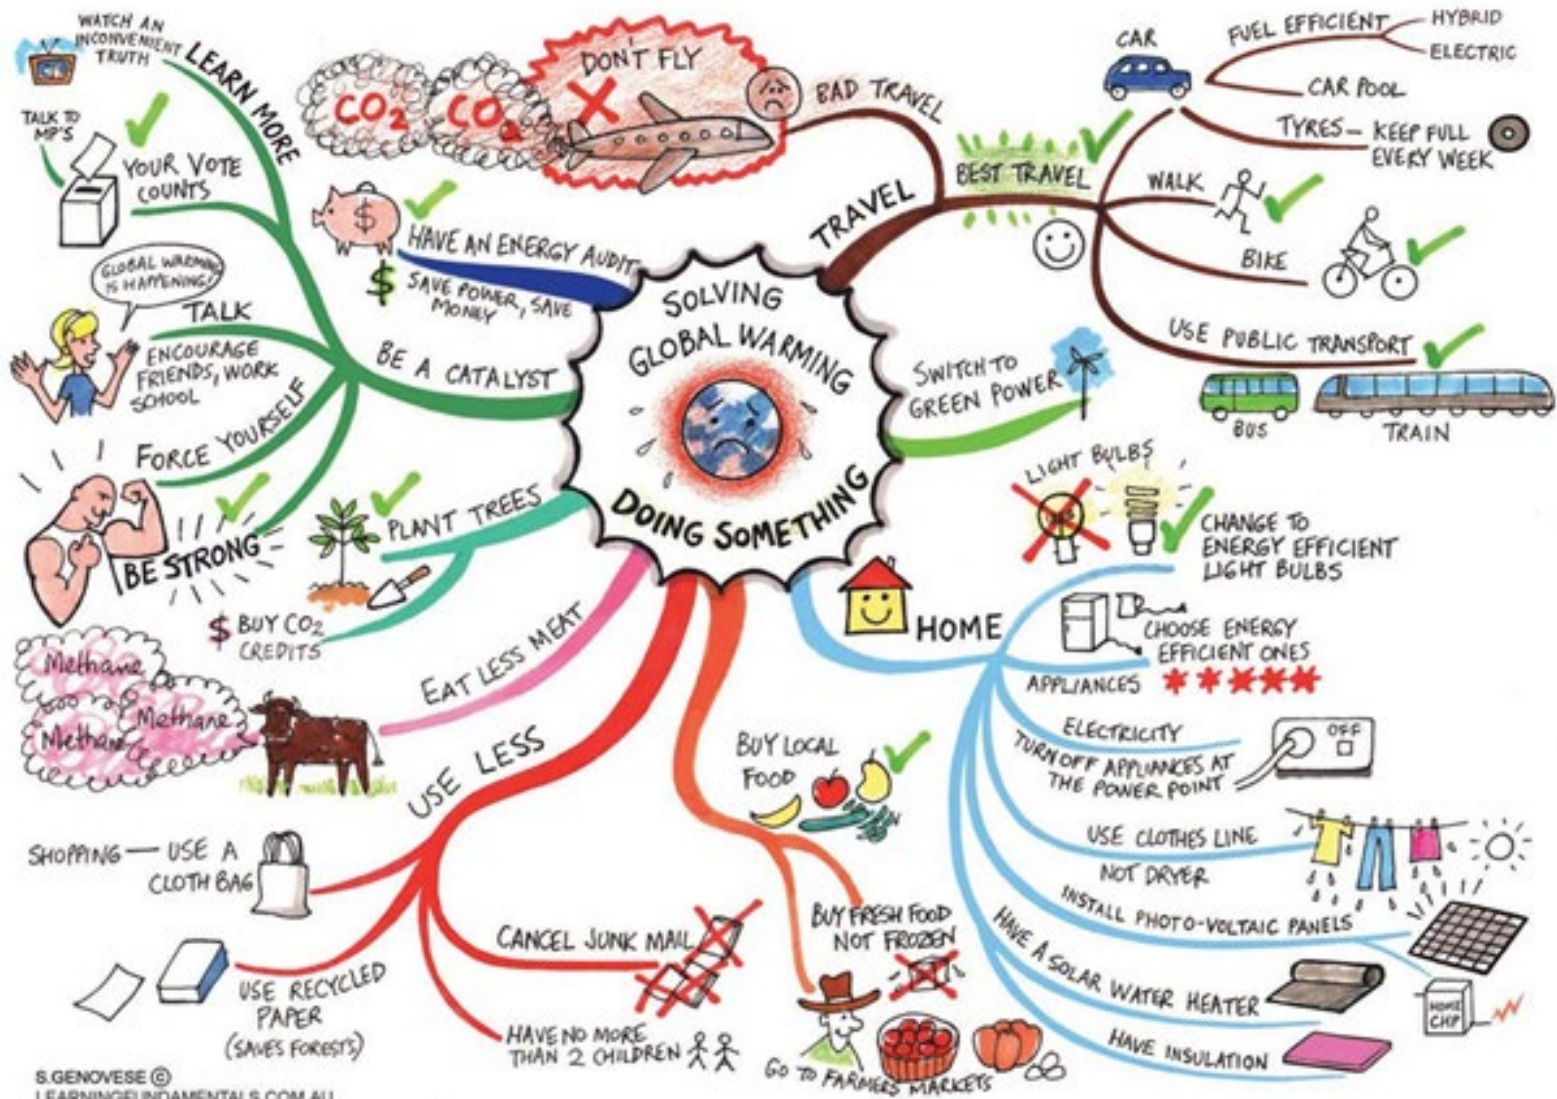 SOLVING
GLOBAL WARMING
DOING SOMETHING
TRAVEL
BAD TRAVEL
DON'T FLY
CO2
CO2
BEST TRAVEL
CAR
FUEL EFFICIENT
HYBRID
ELECTRIC
CAR POOL
TYRES – KEEP FULL
EVERY WEEK
WALK
BIKE
USE PUBLIC TRANSPORT
BUS
TRAIN
SWITCH TO
GREEN POWER
HOME
LIGHT BULBS
CHANGE TO
ENERGY EFFICIENT
LIGHT BULBS
CHOOSE ENERGY
EFFICIENT ONES
APPLIANCES
ELECTRICITY
TURN OFF APPLIANCES AT
THE POWER POINT
OFF
USE CLOTHES LINE
NOT DRYER
INSTALL PHOTO-VOLTAIC PANELS
HOME
CHP
HAVE A SOLAR WATER HEATER
HAVE INSULATION
BUY LOCAL
FOOD
BUY FRESH FOOD
NOT FROZEN
GO TO FARMERS MARKETS
USE LESS
SHOPPING — USE A
CLOTH BAG
USE RECYCLED
PAPER
(SAVES FORESTS)
CANCEL JUNK MAIL
HAVE NO MORE
THAN 2 CHILDREN
EAT LESS MEAT
Methane
Methane
Methane
PLANT TREES
$ BUY CO2
CREDITS
BE A CATALYST
LEARN MORE
WATCH AN
INCONVENIENT
TRUTH
TALK TO
MP'S
YOUR VOTE
COUNTS
GLOBAL WARMING
IS HAPPENING!
TALK
ENCOURAGE
FRIENDS, WORK
SCHOOL
FORCE YOURSELF
BE STRONG
$
HAVE AN ENERGY AUDIT
$ SAVE POWER, SAVE
MONEY
S.GENOVESE ©
LEARNINGFUNDAMENTALS.COM.AU